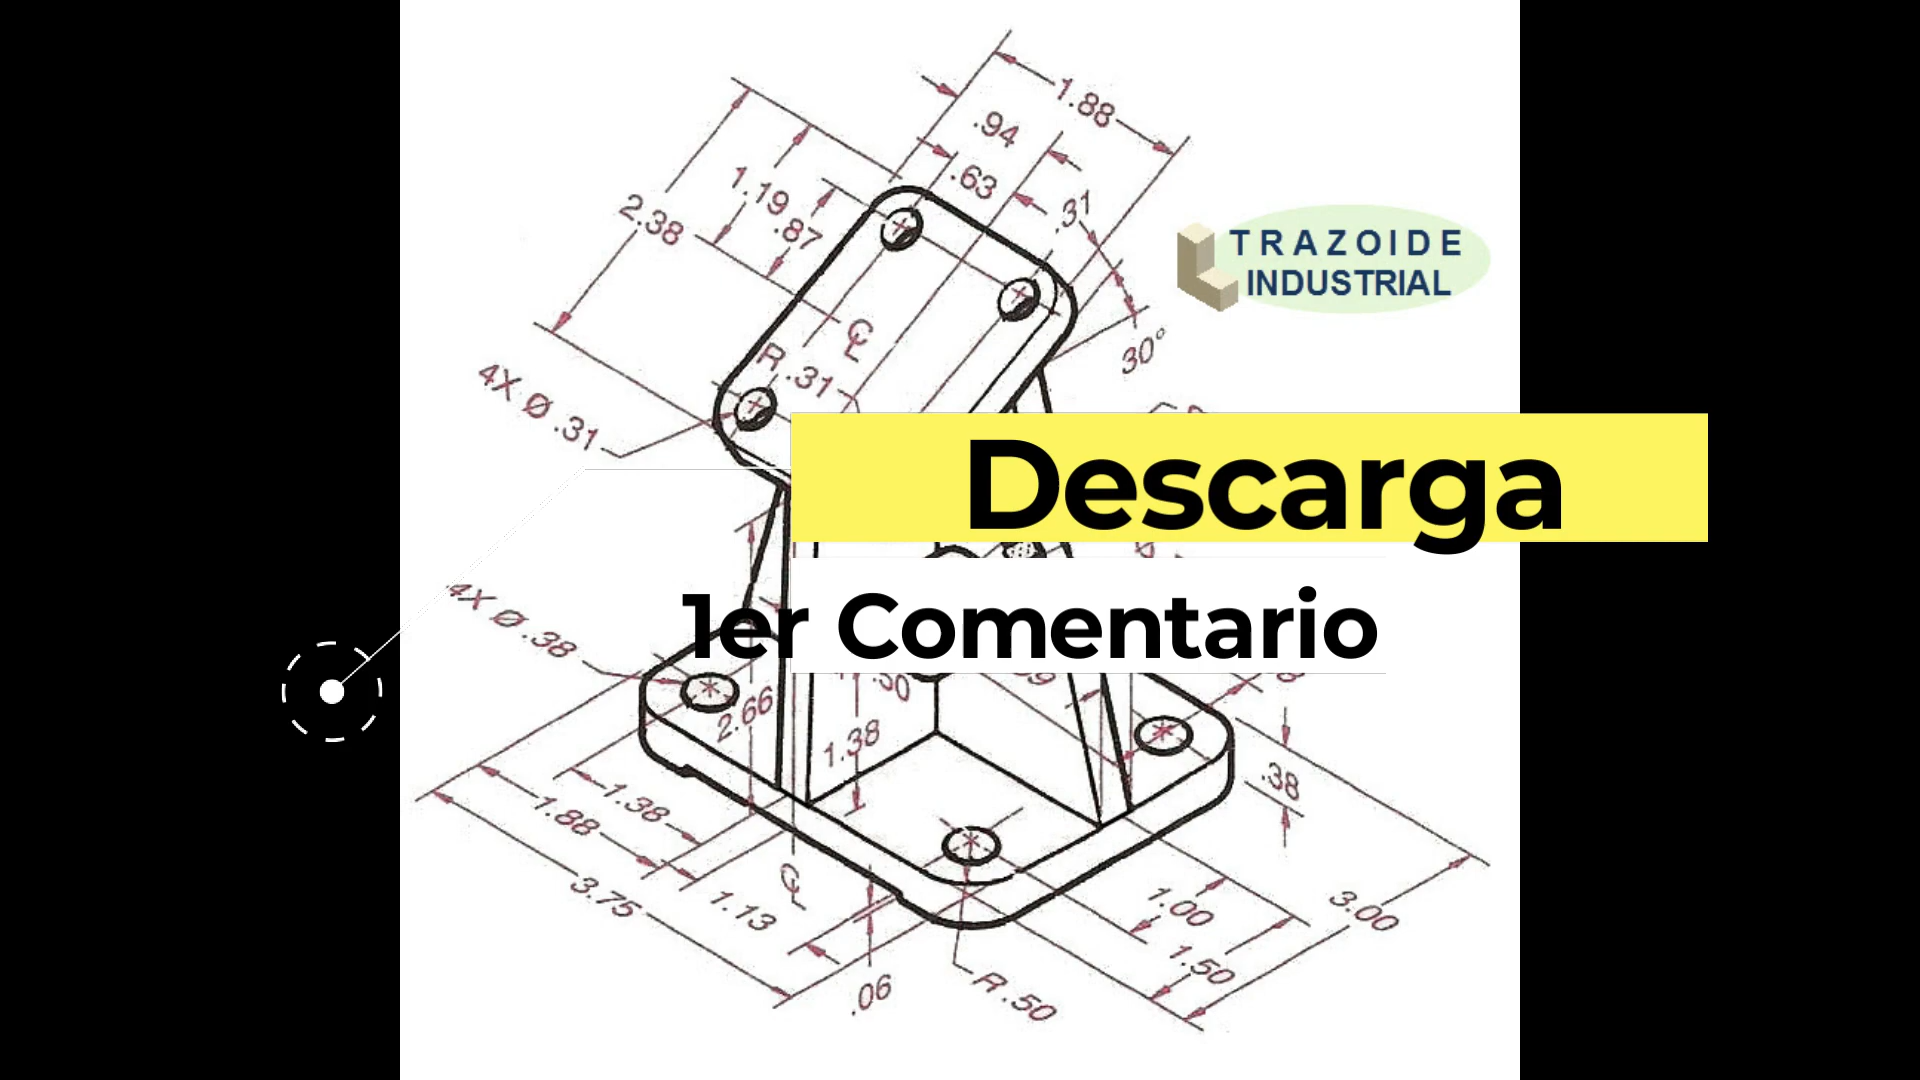 1.88
.94
.63
.31
1.19
.87
2.38
TRAZOIDE
INDUSTRIAL
30°
℄
R .31
4X Ø .31
Descarga
4X Ø .38
1er Comentario
2.66
1.38
.38
1.38
1.88
3.75
1.13
℄
.06
R .50
1.00
1.50
3.00